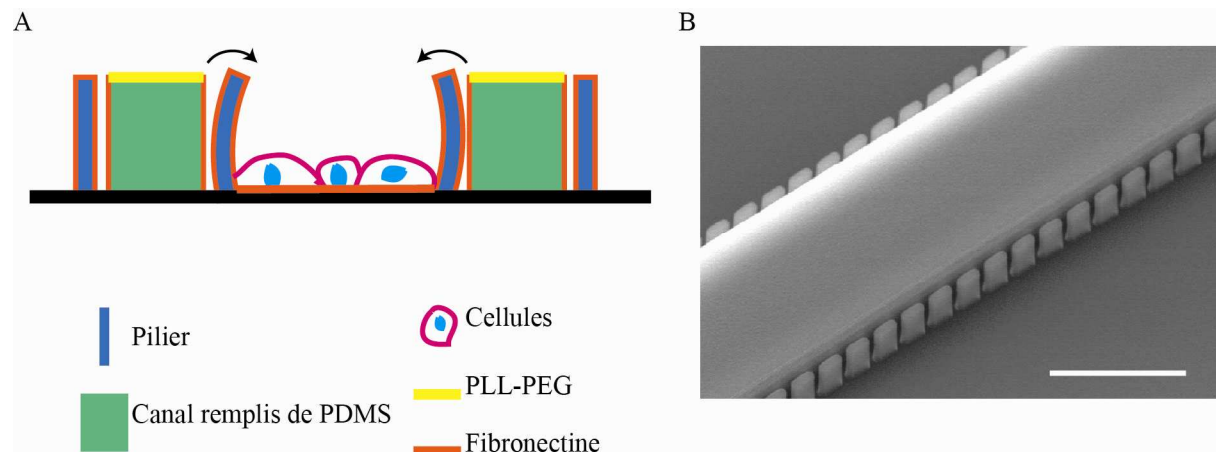 A
B
Pilier
Canal remplis de PDMS
Cellules
PLL-PEG
Fibronectine